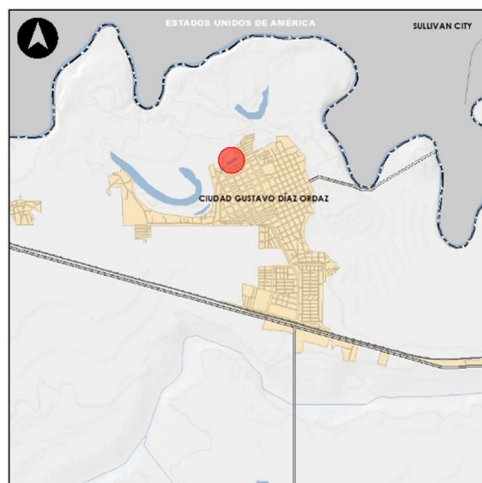 ESTADOS UNIDOS DE AMÉRICA
SULLIVAN CITY
CIUDAD GUSTAVO DÍAZ ORDAZ